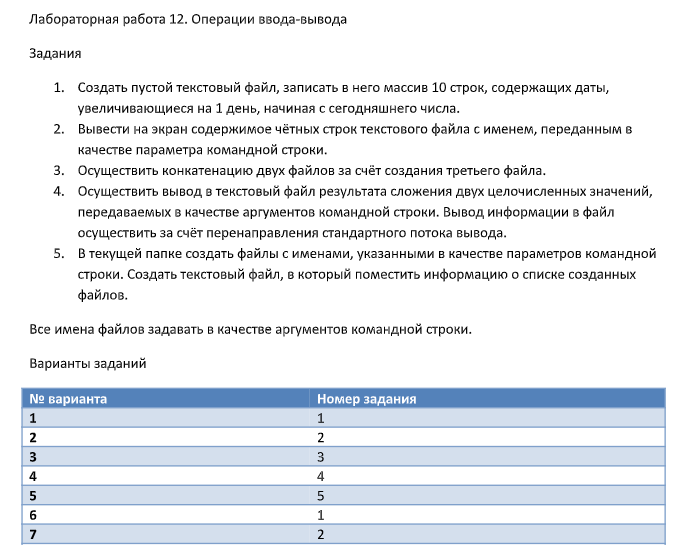 Лабораторная работа 12. Операции ввода-вывода
Задания
1. Создать пустой текстовый файл, записать в него массив 10 строк, содержащих даты,
увеличивающиеся на 1 день, начиная с сегодняшнего числа.
2. Вывести на экран содержимое чётных строк текстового файла с именем, переданным в
качестве параметра командной строки.
3. Осуществить конкатенацию двух файлов за счёт создания третьего файла.
4. Осуществить вывод в текстовый файл результата сложения двух целочисленных значений,
передаваемых в качестве аргументов командной строки. Вывод информации в файл
осуществить за счёт перенаправления стандартного потока вывода.
5. В текущей папке создать файлы с именами, указанными в качестве параметров командной
строки. Создать текстовый файл, в который поместить информацию о списке созданных
файлов.
Все имена файлов задавать в качестве аргументов командной строки.
Варианты заданий
№ варианта Номер задания
1 1
2 2
3 3
4 4
5 5
6 1
7 2